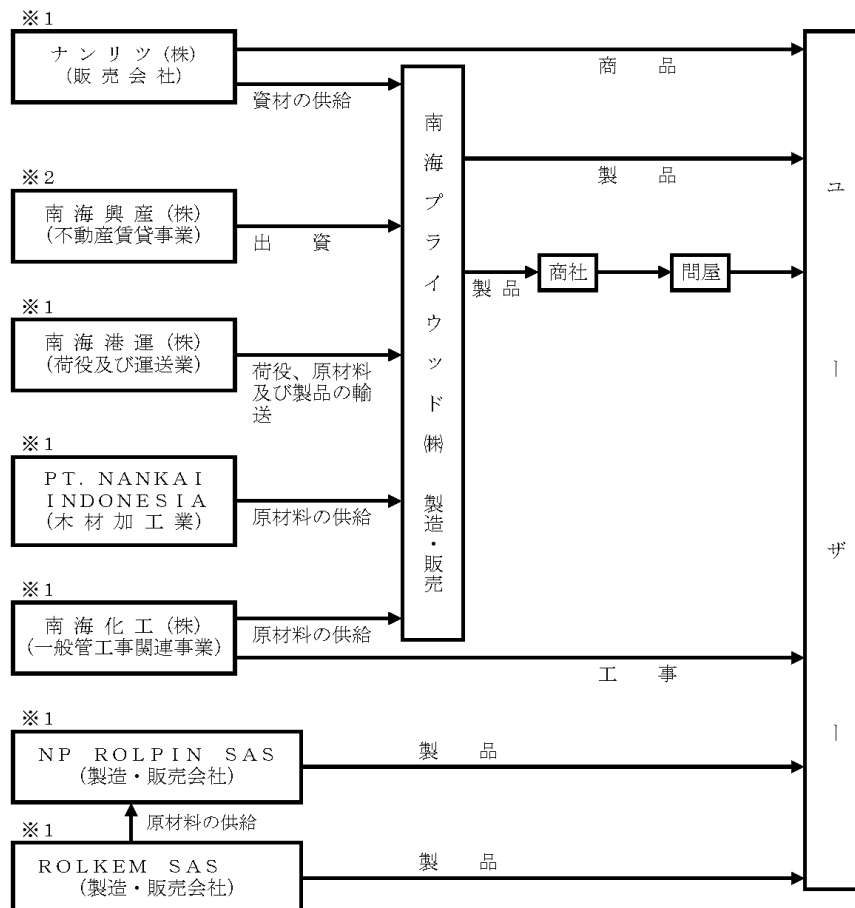 ※１
ナンリツ（株）
（販売会社）
商品
資材の供給
南海プライウッド㈱　製造・販売
ユーザー
製品
※２
南海興産（株）
（不動産賃貸事業）
出資
製品
商社
問屋
※１
南海港運（株）
（荷役及び運送業）
荷役、原材料
及び製品の輸
送
※１
ＰＴ．ＮＡＮＫＡＩ
ＩＮＤＯＮＥＳＩＡ
（木材加工業）
原材料の供給
※１
南海化工（株）
（一般管工事関連事業）
原材料の供給
工事
※１
ＮＰ　ＲＯＬＰＩＮ　ＳＡＳ
（製造・販売会社）
製品
原材料の供給
※１
ＲＯＬＫＥＭ　ＳＡＳ
（製造・販売会社）
製品